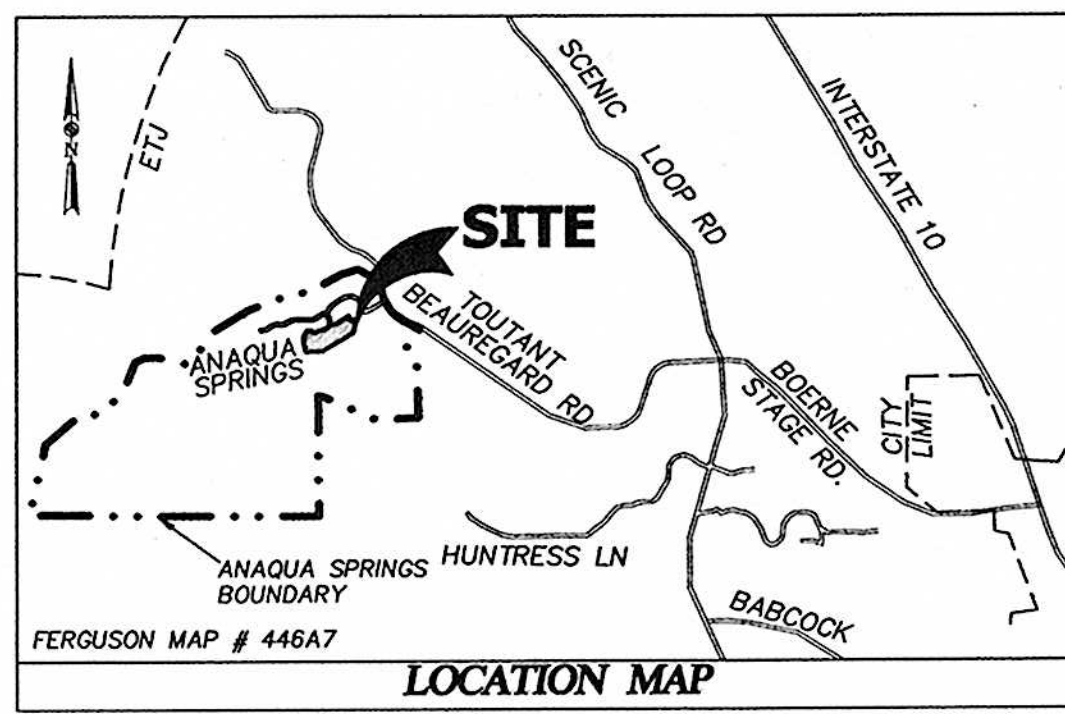 ETJ
N
SCENIC
LOOP RD
INTERSTATE 10
SITE
TOUTANT
BEAUREGARD RD
ANAQUA
SPRINGS
BOERNE
STAGE RD.
CITY
LIMIT
HUNTRESS LN
ANAQUA SPRINGS
BOUNDARY
BABCOCK
FERGUSON MAP # 446A7
LOCATION MAP